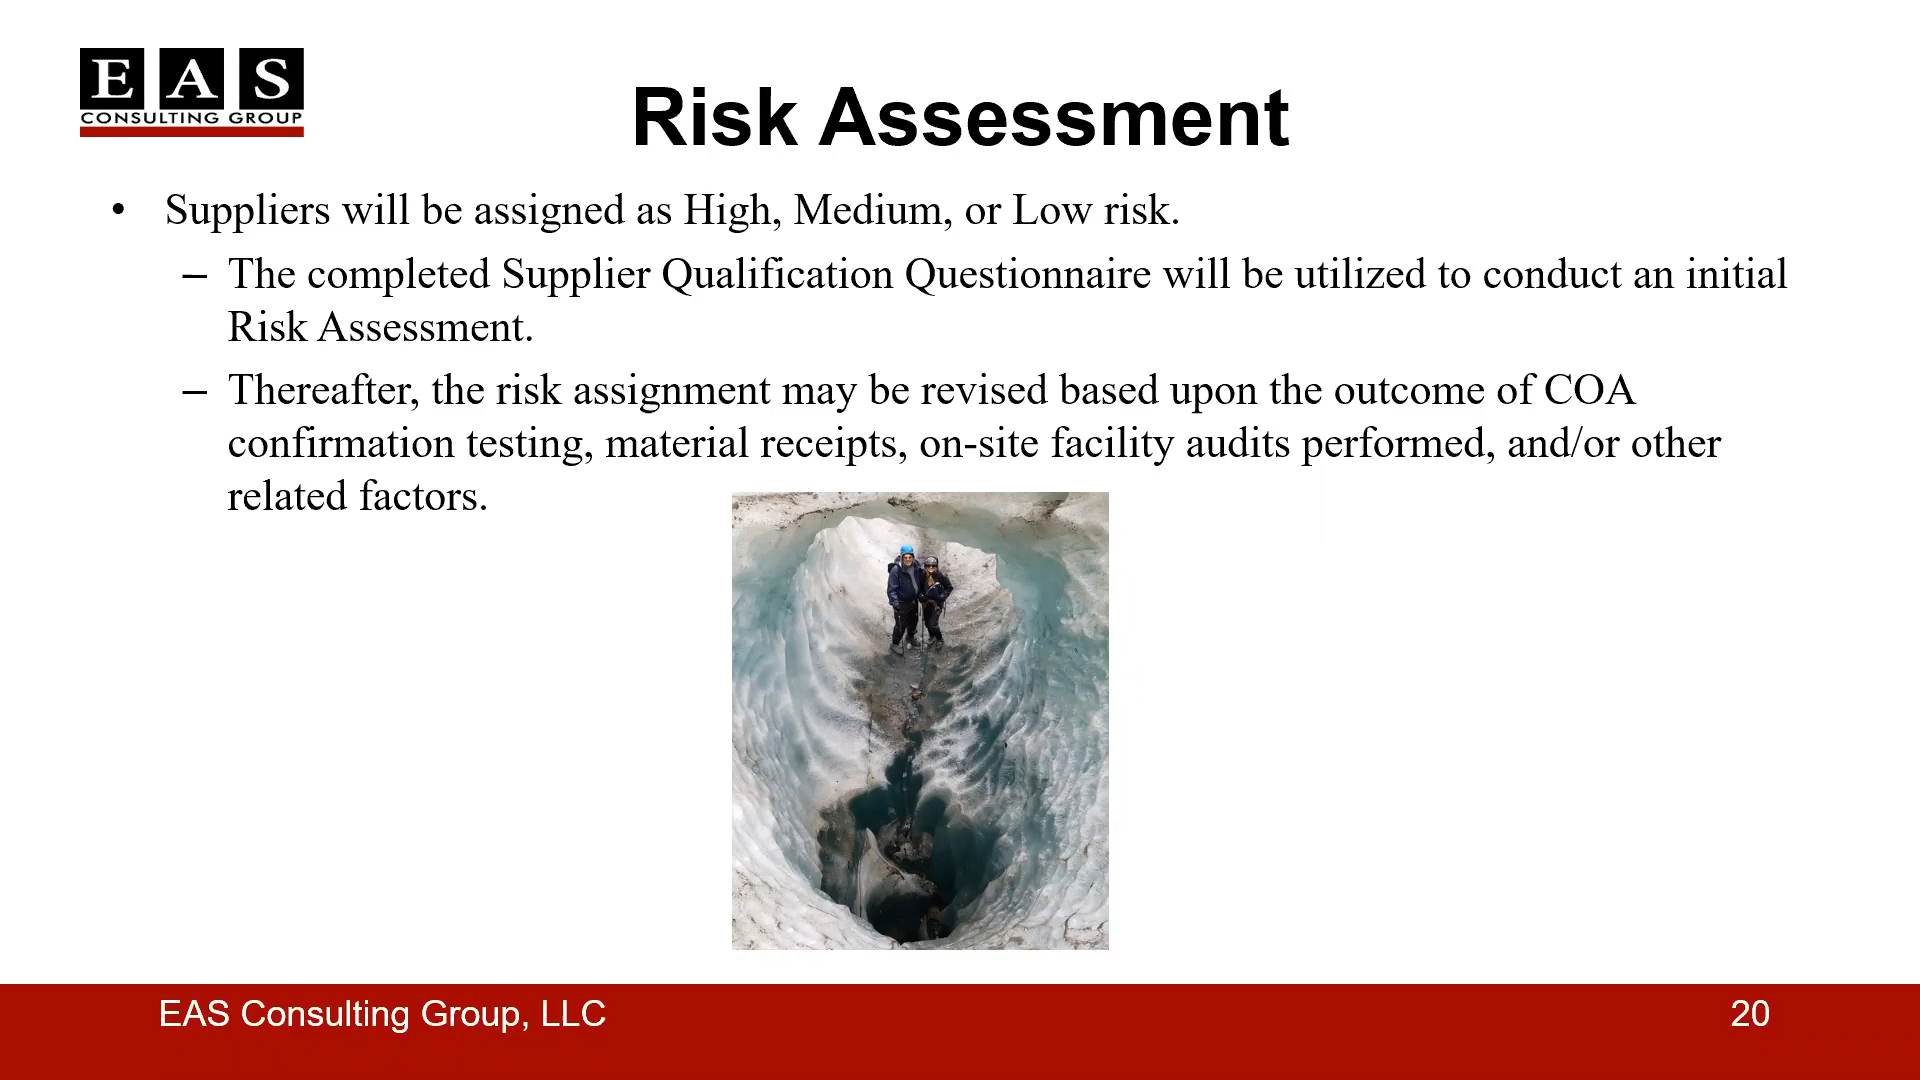 EAS
CONSULTING GROUP
Risk Assessment
• Suppliers will be assigned as High, Medium, or Low risk.
– The completed Supplier Qualification Questionnaire will be utilized to conduct an initial
Risk Assessment.
– Thereafter, the risk assignment may be revised based upon the outcome of COA
confirmation testing, material receipts, on-site facility audits performed, and/or other
related factors.
EAS Consulting Group, LLC
20